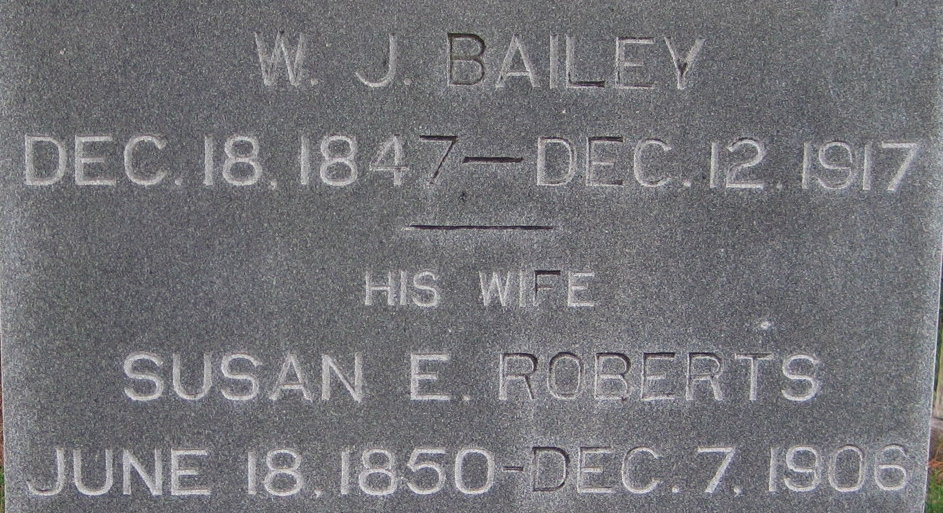 W. J. BAILEY
DEC. 18, 1847 — DEC. 12, 1917
HIS WIFE
SUSAN E. ROBERTS
JUNE 18, 1850 - DEC. 7, 1906